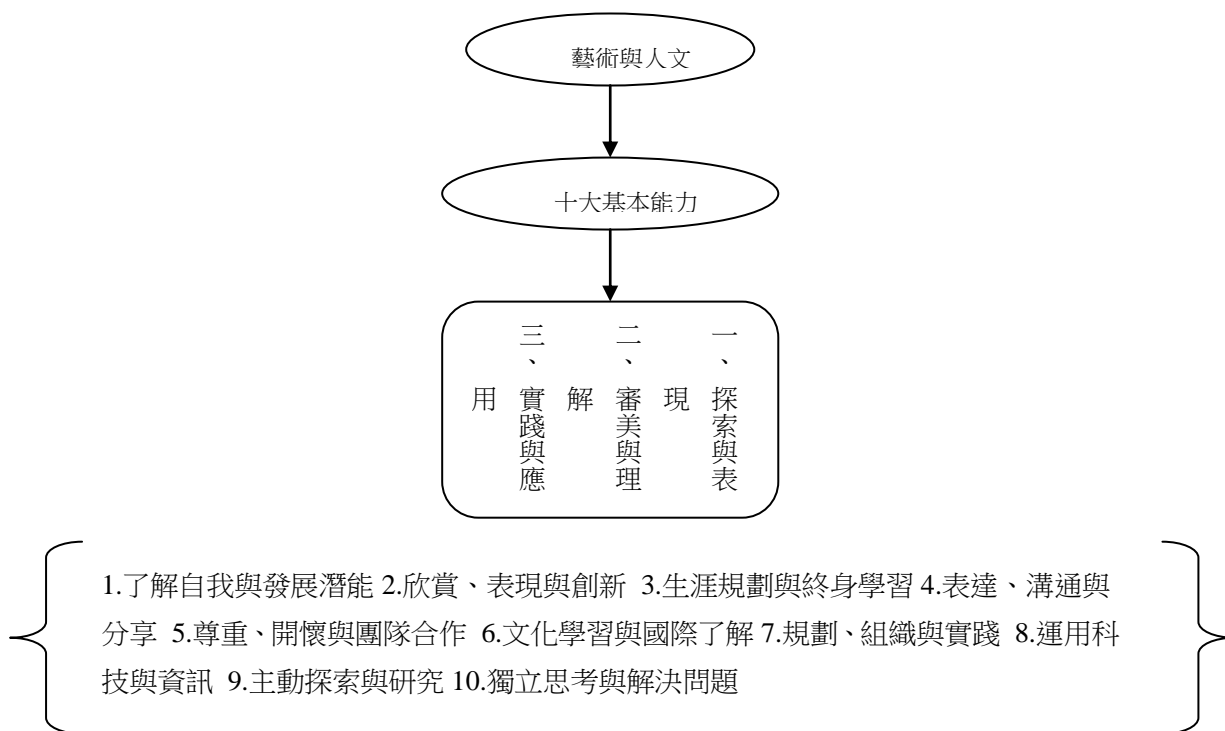 藝術與人文
十大基本能力
一、探索與表
現
二、審美與理
解
三、實踐與應
用
1.了解自我與發展潛能 2.欣賞、表現與創新 3.生涯規劃與終身學習 4.表達、溝通與
分享 5.尊重、開懷與團隊合作 6.文化學習與國際了解 7.規劃、組織與實踐 8.運用科
技與資訊 9.主動探索與研究 10.獨立思考與解決問題